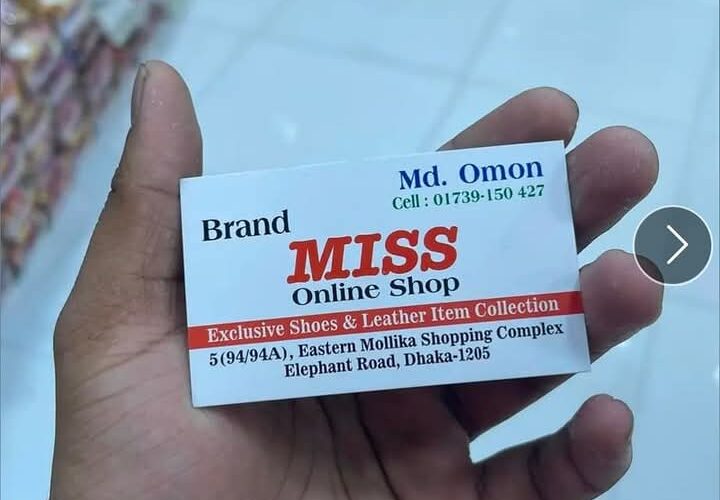 Md. Omon
Cell : 01739-150 427
Brand
MISS
Online Shop
Exclusive Shoes & Leather Item Collection
5(94/94A), Eastern Mollika Shopping Complex
Elephant Road, Dhaka-1205